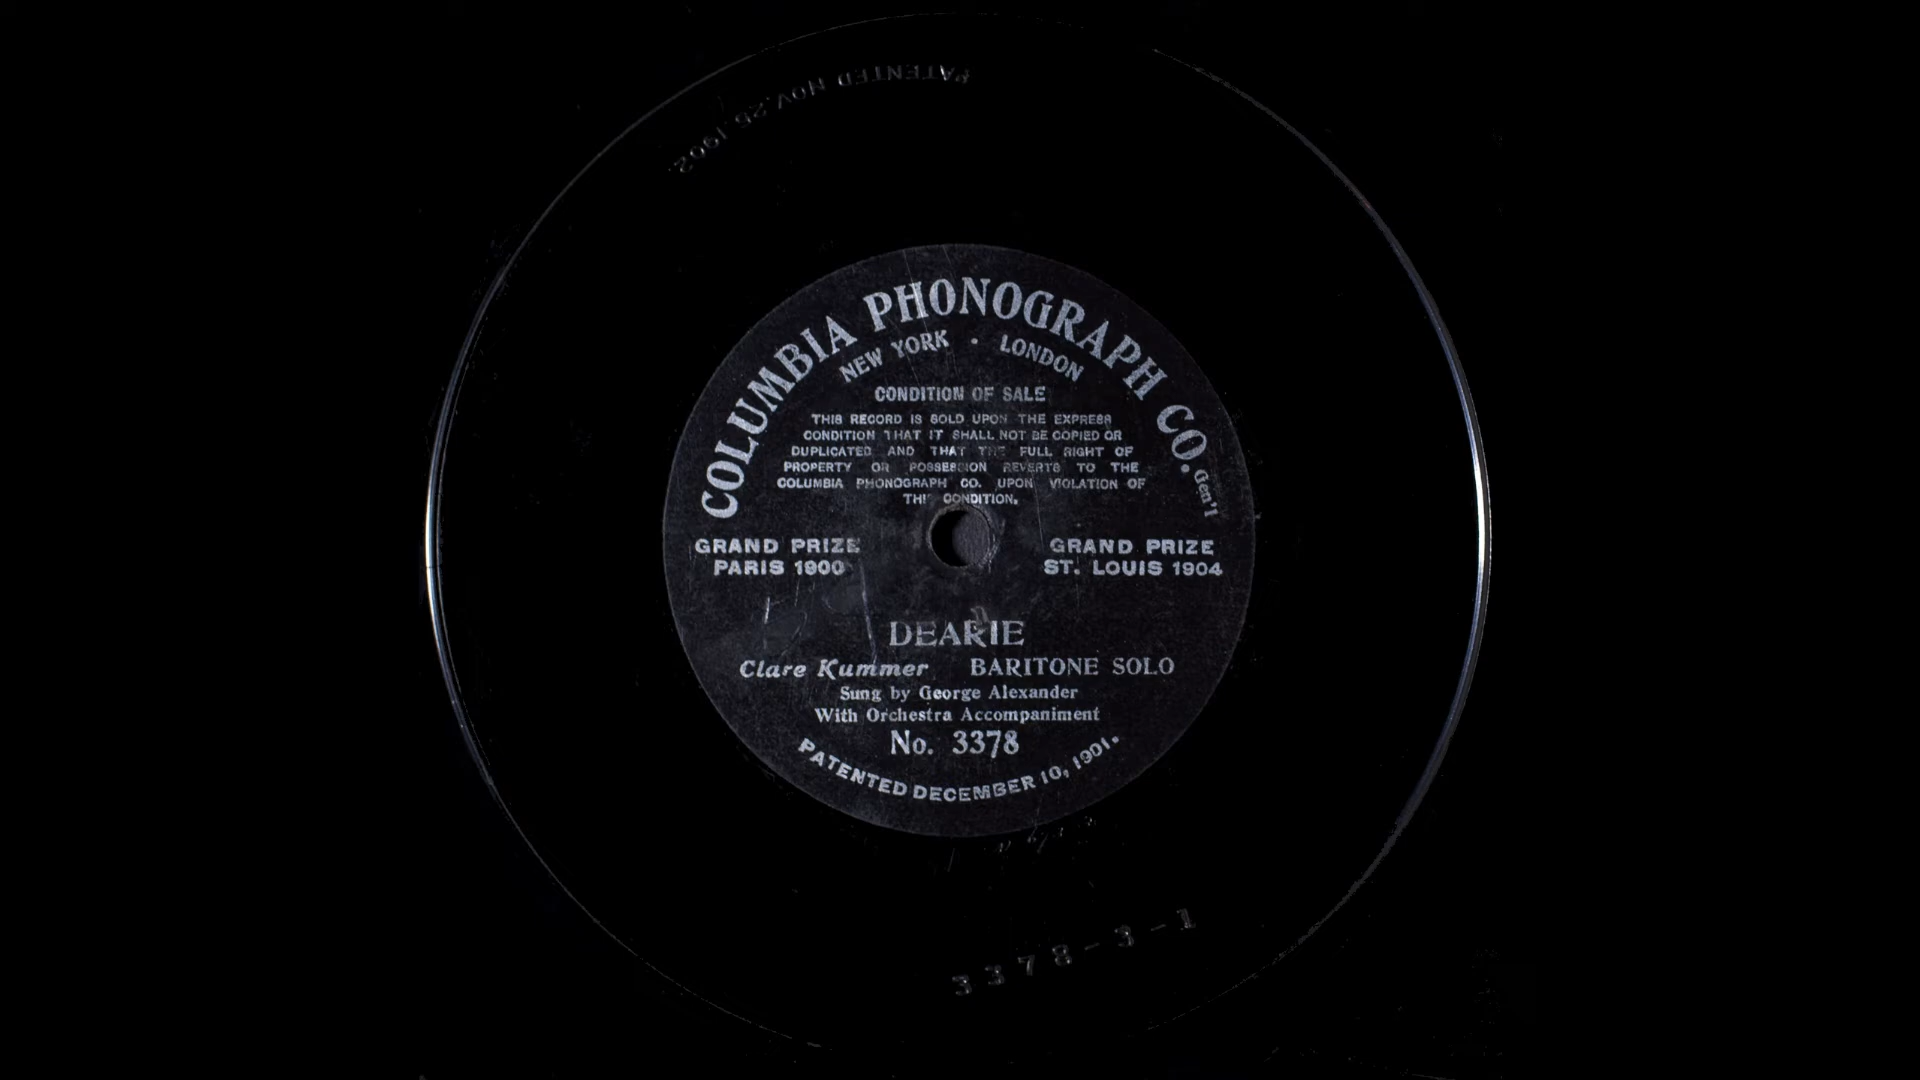 PATENTED NOV. 25, 1902
COLUMBIA PHONOGRAPH CO. Gen'l
NEW YORK • LONDON
CONDITION OF SALE
THIS RECORD IS SOLD UPON THE EXPRESS
CONDITION THAT IT SHALL NOT BE COPIED OR
DUPLICATED AND THAT THE FULL RIGHT OF
PROPERTY OR POSSESSION REVERTS TO THE
COLUMBIA PHONOGRAPH CO. UPON VIOLATION OF
THIS CONDITION.
GRAND PRIZE
PARIS 1900
GRAND PRIZE
ST. LOUIS 1904
DEARIE
Clare Kummer BARITONE SOLO
Sung by George Alexander
With Orchestra Accompaniment
No. 3378
PATENTED DECEMBER 10, 1901.
3378-3-1